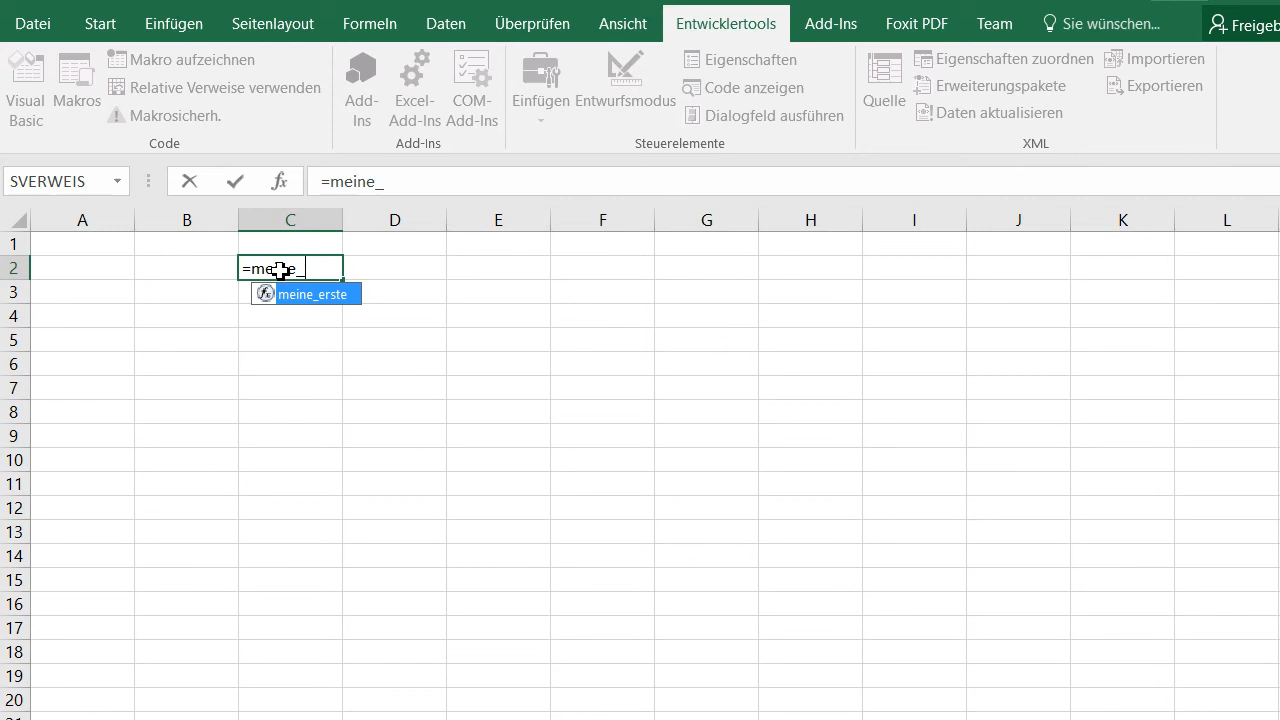 Datei Start Einfügen Seitenlayout Formeln Daten Überprüfen Ansicht Entwicklertools Add-Ins Foxit PDF Team Sie wünschen... Freigeb
Visual Basic
Makros
Makro aufzeichnen
Relative Verweise verwenden
Makrosicherh.
Code
Add-Ins
Excel-Add-Ins
COM-Add-Ins
Add-Ins
Einfügen
Entwurfsmodus
Eigenschaften
Code anzeigen
Dialogfeld ausführen
Steuerelemente
Quelle
Eigenschaften zuordnen
Erweiterungspakete
Daten aktualisieren
Importieren
Exportieren
XML
SVERWEIS fx =meine_
A B C D E F G H I J K L
1
2 =meine_
meine_erste
3
4
5
6
7
8
9
10
11
12
13
14
15
16
17
18
19
20